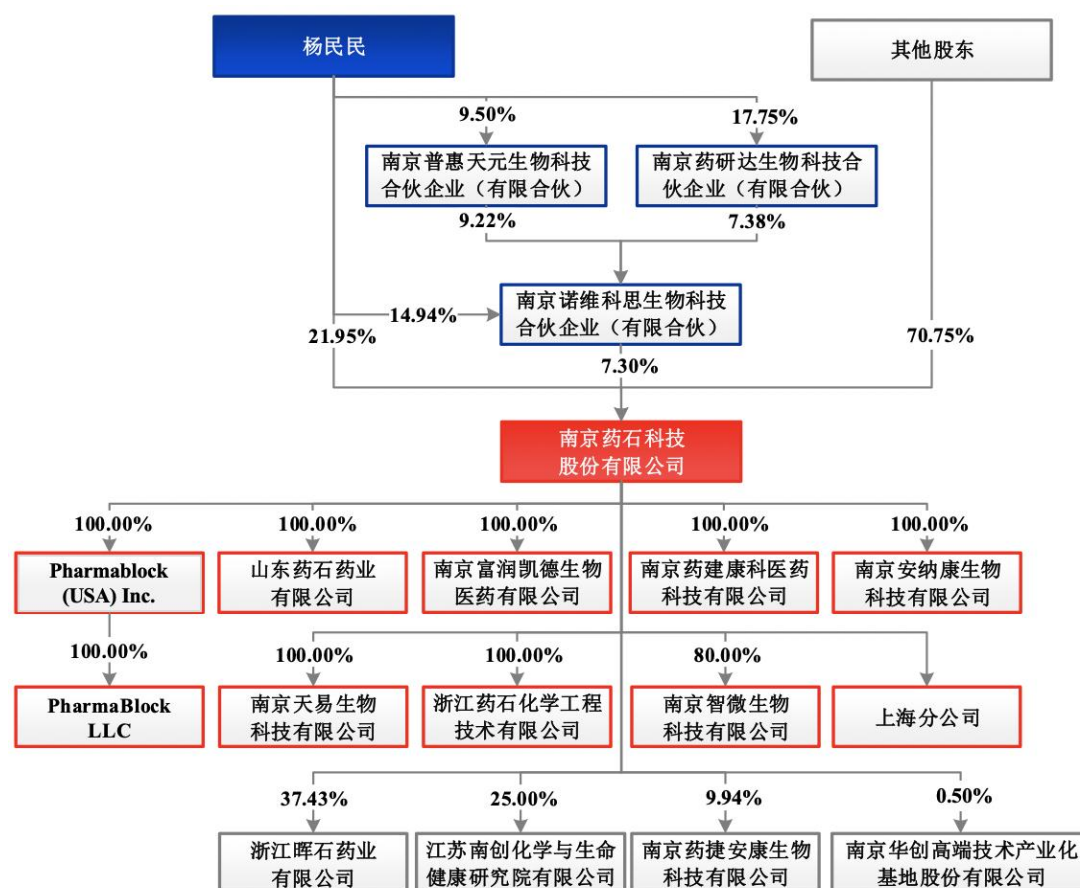 杨民民
其他股东
9.50%
17.75%
南京普惠天元生物科技
合伙企业（有限合伙）
南京药研达生物科技合
伙企业（有限合伙）
9.22%
7.38%
南京诺维科思生物科技
合伙企业（有限合伙）
14.94%
21.95%
70.75%
7.30%
南京药石科技
股份有限公司
100.00%
100.00%
100.00%
100.00%
100.00%
Pharmablock
(USA) Inc.
山东药石药业
有限公司
南京富润凯德生物
医药有限公司
南京药建康科医药
科技有限公司
南京安纳康生物
科技有限公司
100.00%
100.00%
100.00%
80.00%
PharmaBlock
LLC
南京天易生物
科技有限公司
浙江药石化学工程
技术有限公司
南京智微生物
科技有限公司
上海分公司
37.43%
25.00%
9.94%
0.50%
浙江晖石药业
有限公司
江苏南创化学与生命
健康研究院有限公司
南京药捷安康生物
科技有限公司
南京华创高端技术产业化
基地股份有限公司